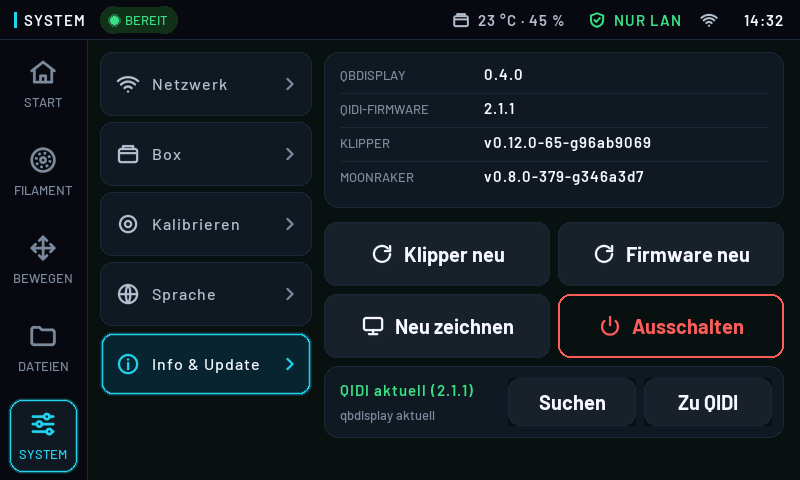 SYSTEM BEREIT 23 °C · 45 % NUR LAN 14:32
START
FILAMENT
BEWEGEN
DATEIEN
SYSTEM
Netzwerk
Box
Kalibrieren
Sprache
Info & Update
QBDISPLAY 0.4.0
QIDI-FIRMWARE 2.1.1
KLIPPER v0.12.0-65-g96ab9069
MOONRAKER v0.8.0-379-g346a3d7
Klipper neu Firmware neu
Neu zeichnen Ausschalten
QIDI aktuell (2.1.1)
qbdisplay aktuell
Suchen Zu QIDI